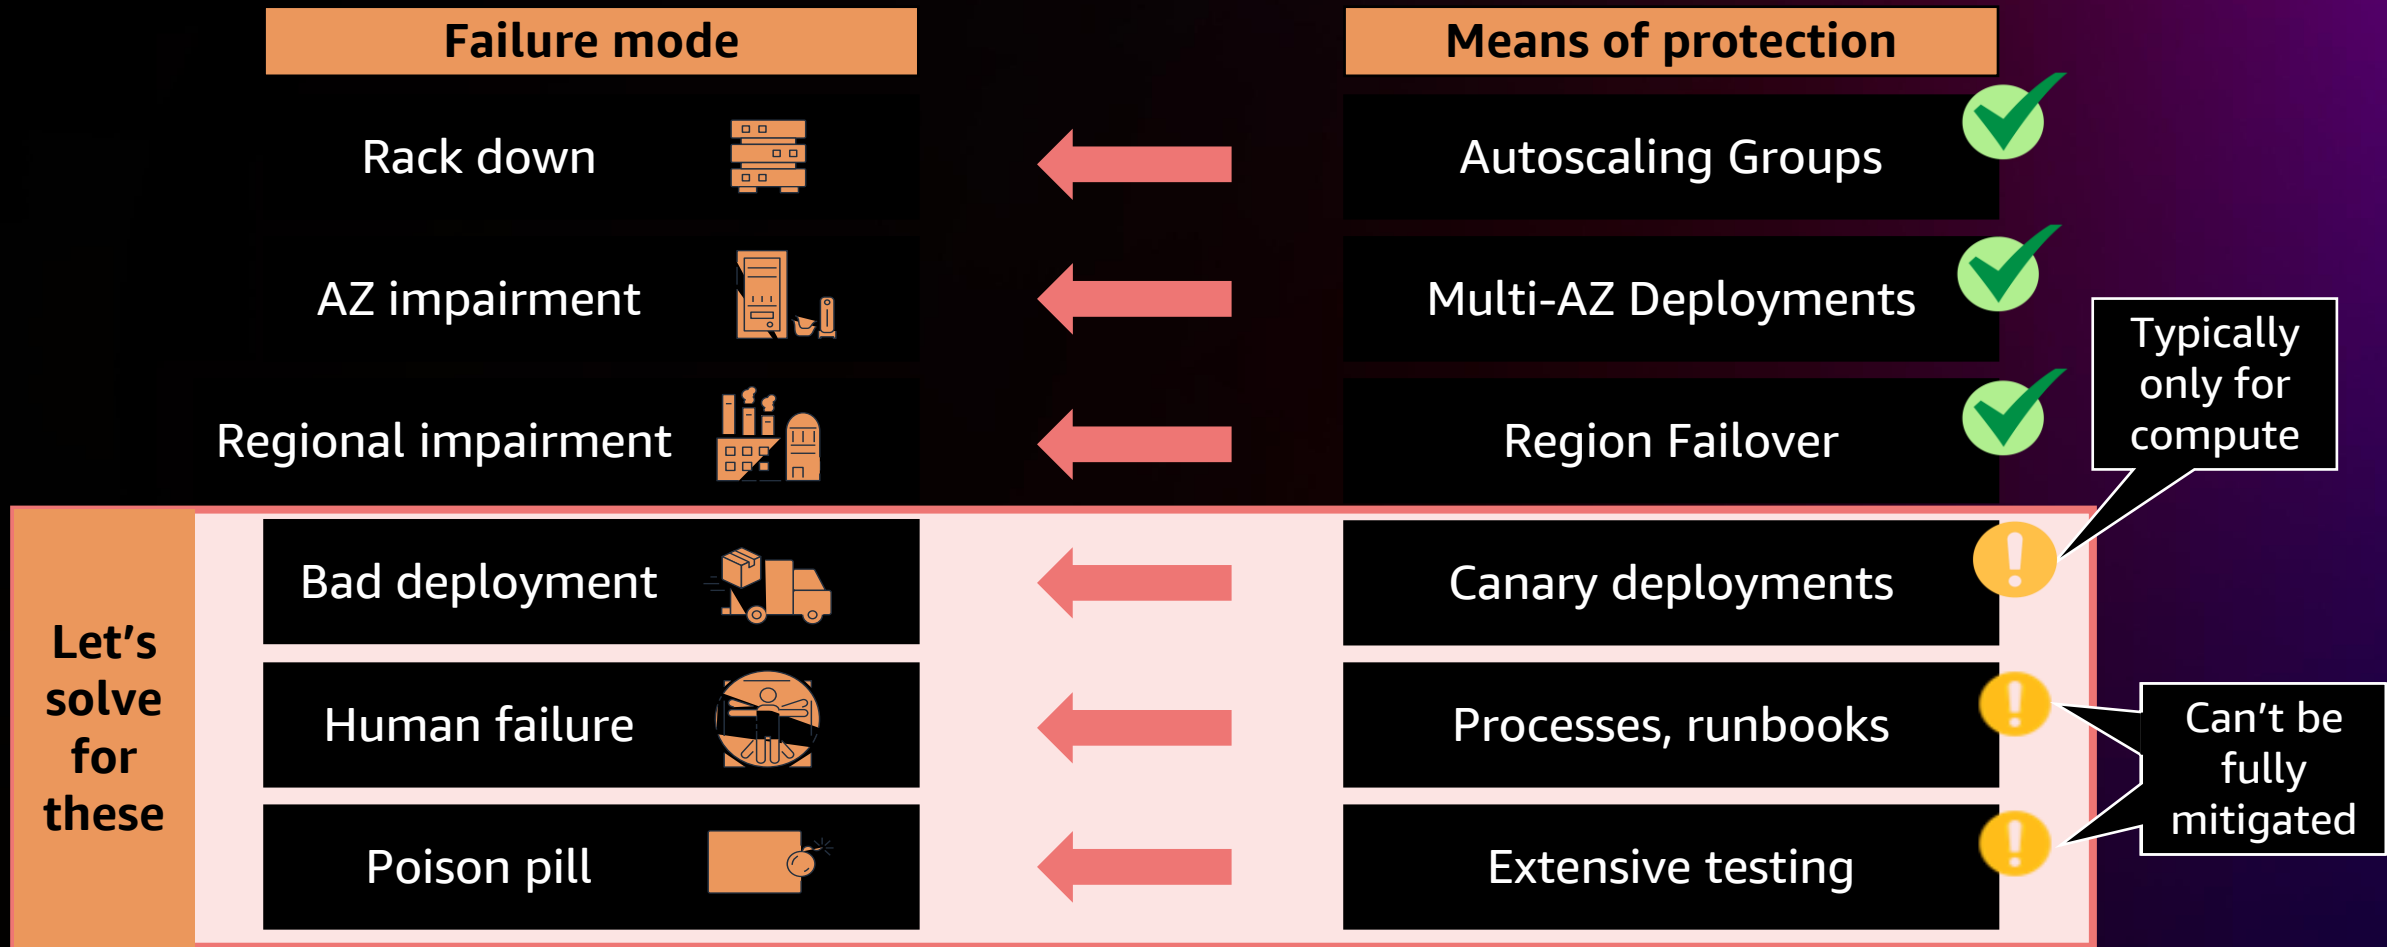 Failure mode
Means of protection
Rack down
Autoscaling Groups
AZ impairment
Multi-AZ Deployments
Regional impairment
Region Failover
Typically
only for
compute
Let's
solve
for
these
Bad deployment
Canary deployments
Human failure
Processes, runbooks
Can't be
fully
mitigated
Poison pill
Extensive testing